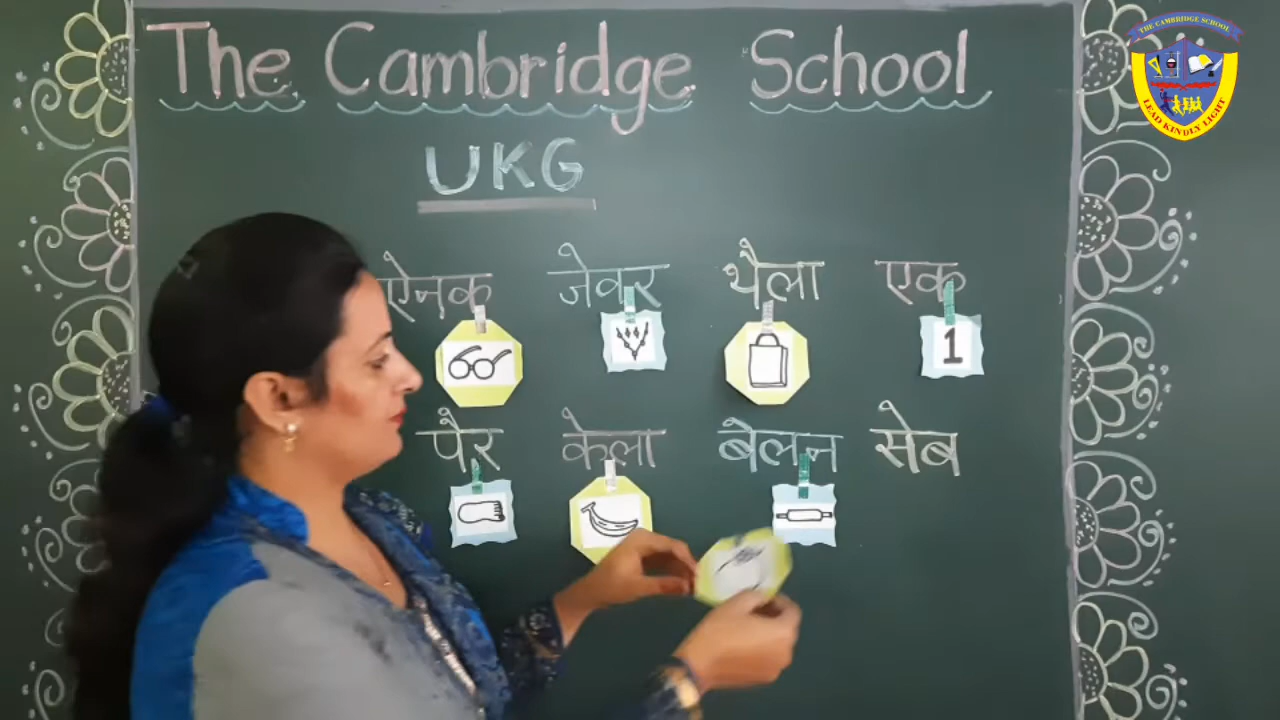 The Cambridge School
UKG
ऐनक जेवर थैला एक
1
पैर केला बेलन सेब
THE CAMBRIDGE SCHOOL
LEAD KINDLY LIGHT